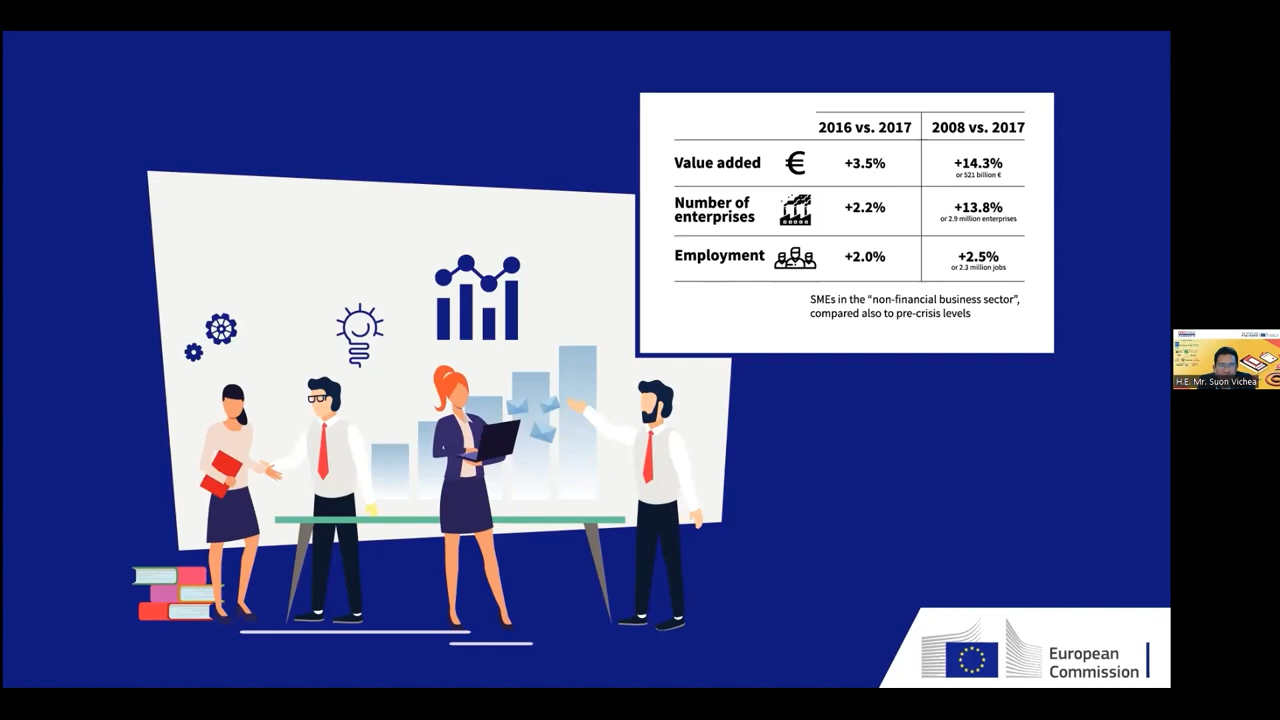 2016 vs. 2017 2008 vs. 2017
Value added € +3.5% +14.3%
or 521 billion €
Number of
enterprises +2.2% +13.8%
or 2.9 million enterprises
Employment +2.0% +2.5%
or 2.3 million jobs
SMEs in the “non-financial business sector”,
compared also to pre-crisis levels
H.E. Mr. Suon Vichea
European
Commission